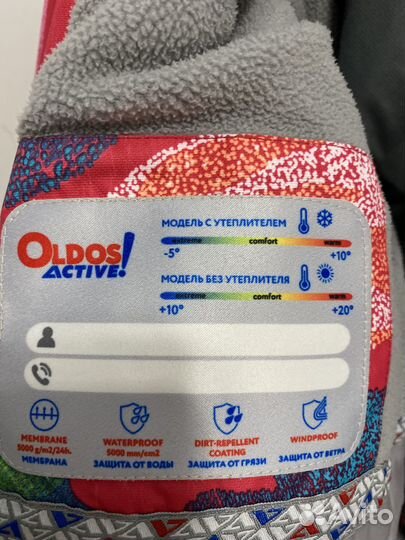 OLDOS!
ACTIVE
МОДЕЛЬ С УТЕПЛИТЕЛЕМ
extreme comfort warm
-5° +10°
МОДЕЛЬ БЕЗ УТЕПЛИТЕЛЯ
extreme comfort warm
+10° +20°
MEMBRANE
5000 g/m2/24h.
МЕМБРАНА
WATERPROOF
5000 mm/cm2
ЗАЩИТА ОТ ВОДЫ
DIRT-REPELLENT
COATING
ЗАЩИТА ОТ ГРЯЗИ
WINDPROOF
ЗАЩИТА ОТ ВЕТРА
Avito